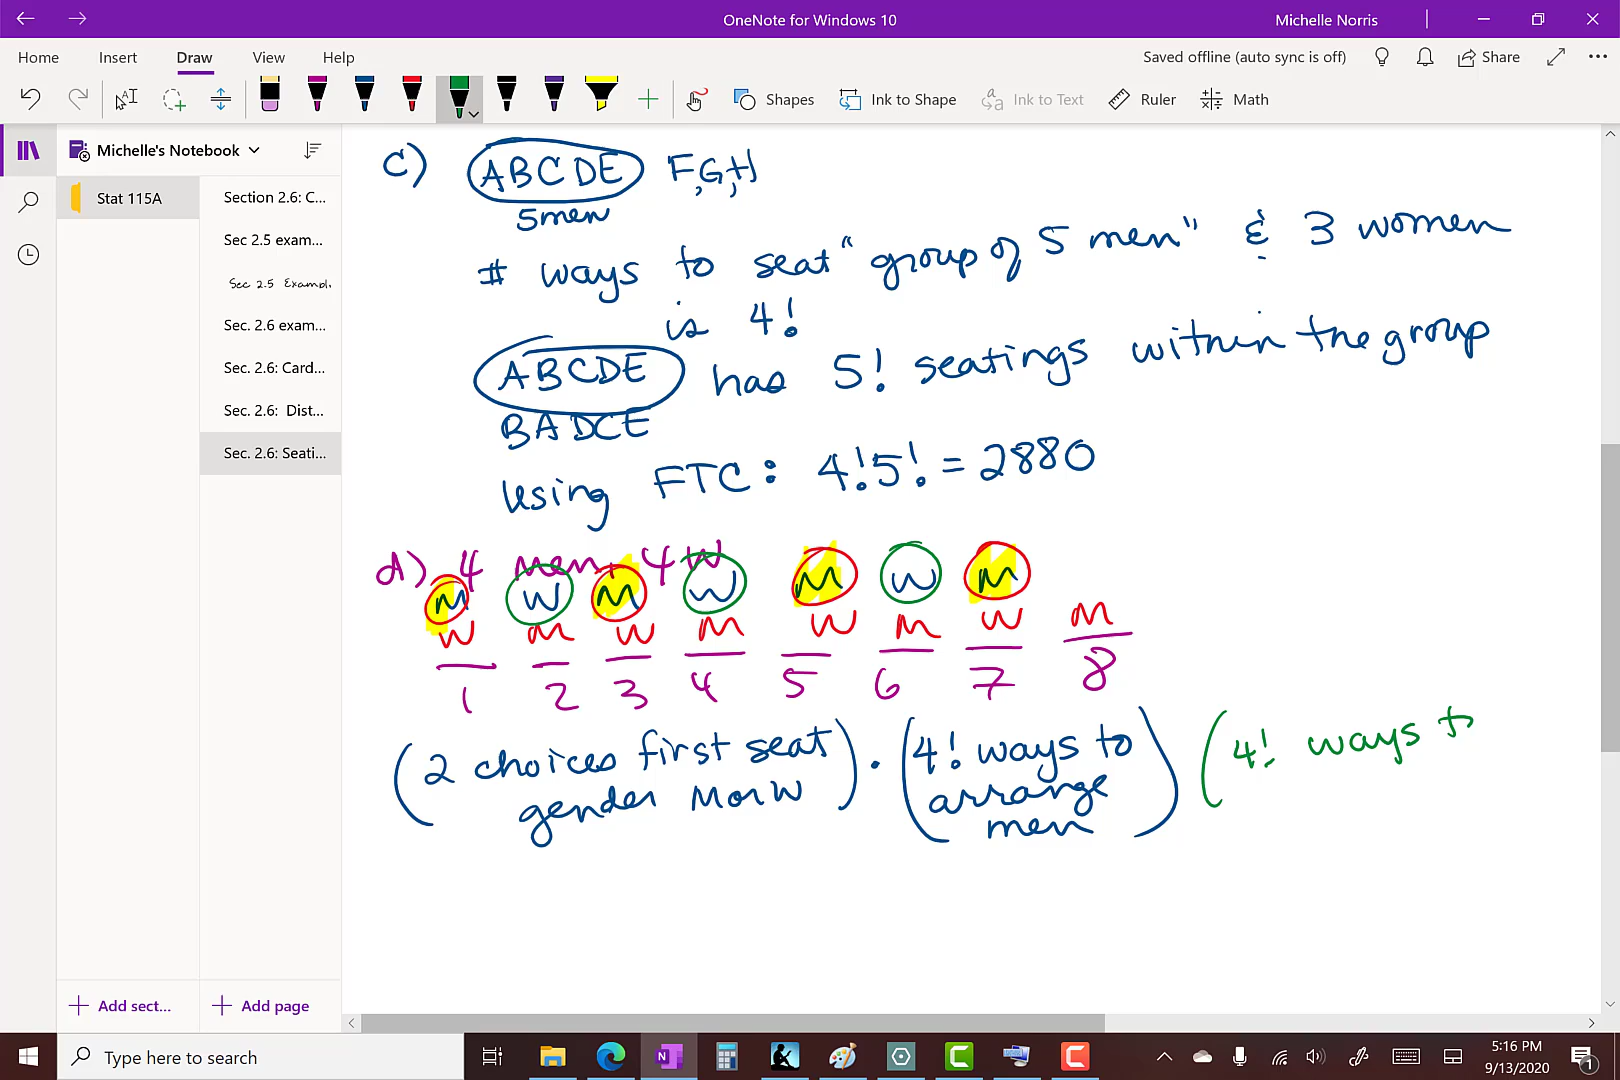 OneNote for Windows 10
Michelle Norris
Home Insert Draw View Help
Saved offline (auto sync is off)
Share
Shapes
Ink to Shape
Ink to Text
Ruler
Math
Michelle's Notebook
Stat 115A
Section 2.6: C...
Sec 2.5 exam...
Sec 2.5 Exampl
Sec. 2.6 exam...
Sec. 2.6: Card...
Sec. 2.6: Dist...
Sec. 2.6: Seati...
Add sect...
Add page
c) ABCDE F,G,H
5men
# ways to seat "group of 5 men" & 3 women
is 4!
ABCDE has 5! seatings within the group
BADCE
using FTC: 4!5! = 2880
d) 4 men, 4 W
M W M W M W M
W M W M W M W M
1 2 3 4 5 6 7 8
(2 choices first seat gender M or W) · (4! ways to arrange men) (4! ways t
Type here to search
5:16 PM
9/13/2020
1